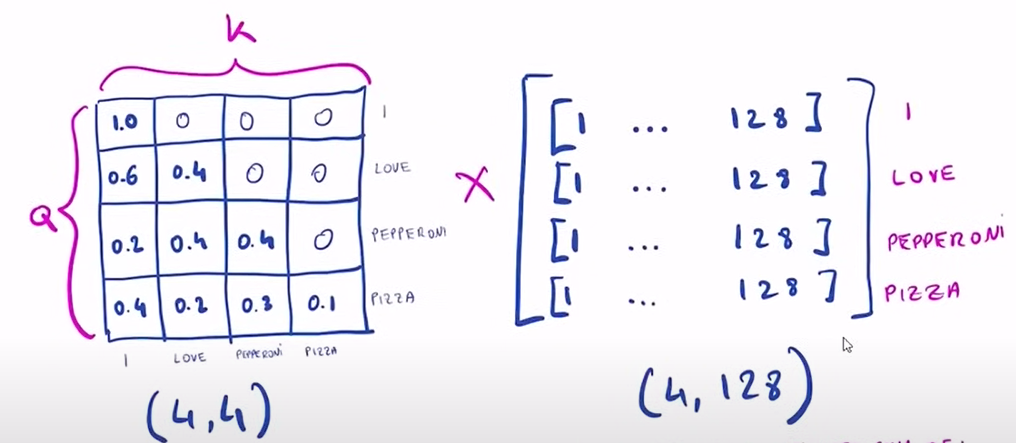 K
Q
1.0 0 0 0 I
0.6 0.4 0 0 LOVE
0.2 0.4 0.4 0 PEPPERONI
0.4 0.2 0.3 0.1 PIZZA
I LOVE PEPPERONI PIZZA
(4,4)
X
[1 ... 128] I
[1 ... 128] LOVE
[1 ... 128] PEPPERONI
[1 ... 128] PIZZA
(4, 128)